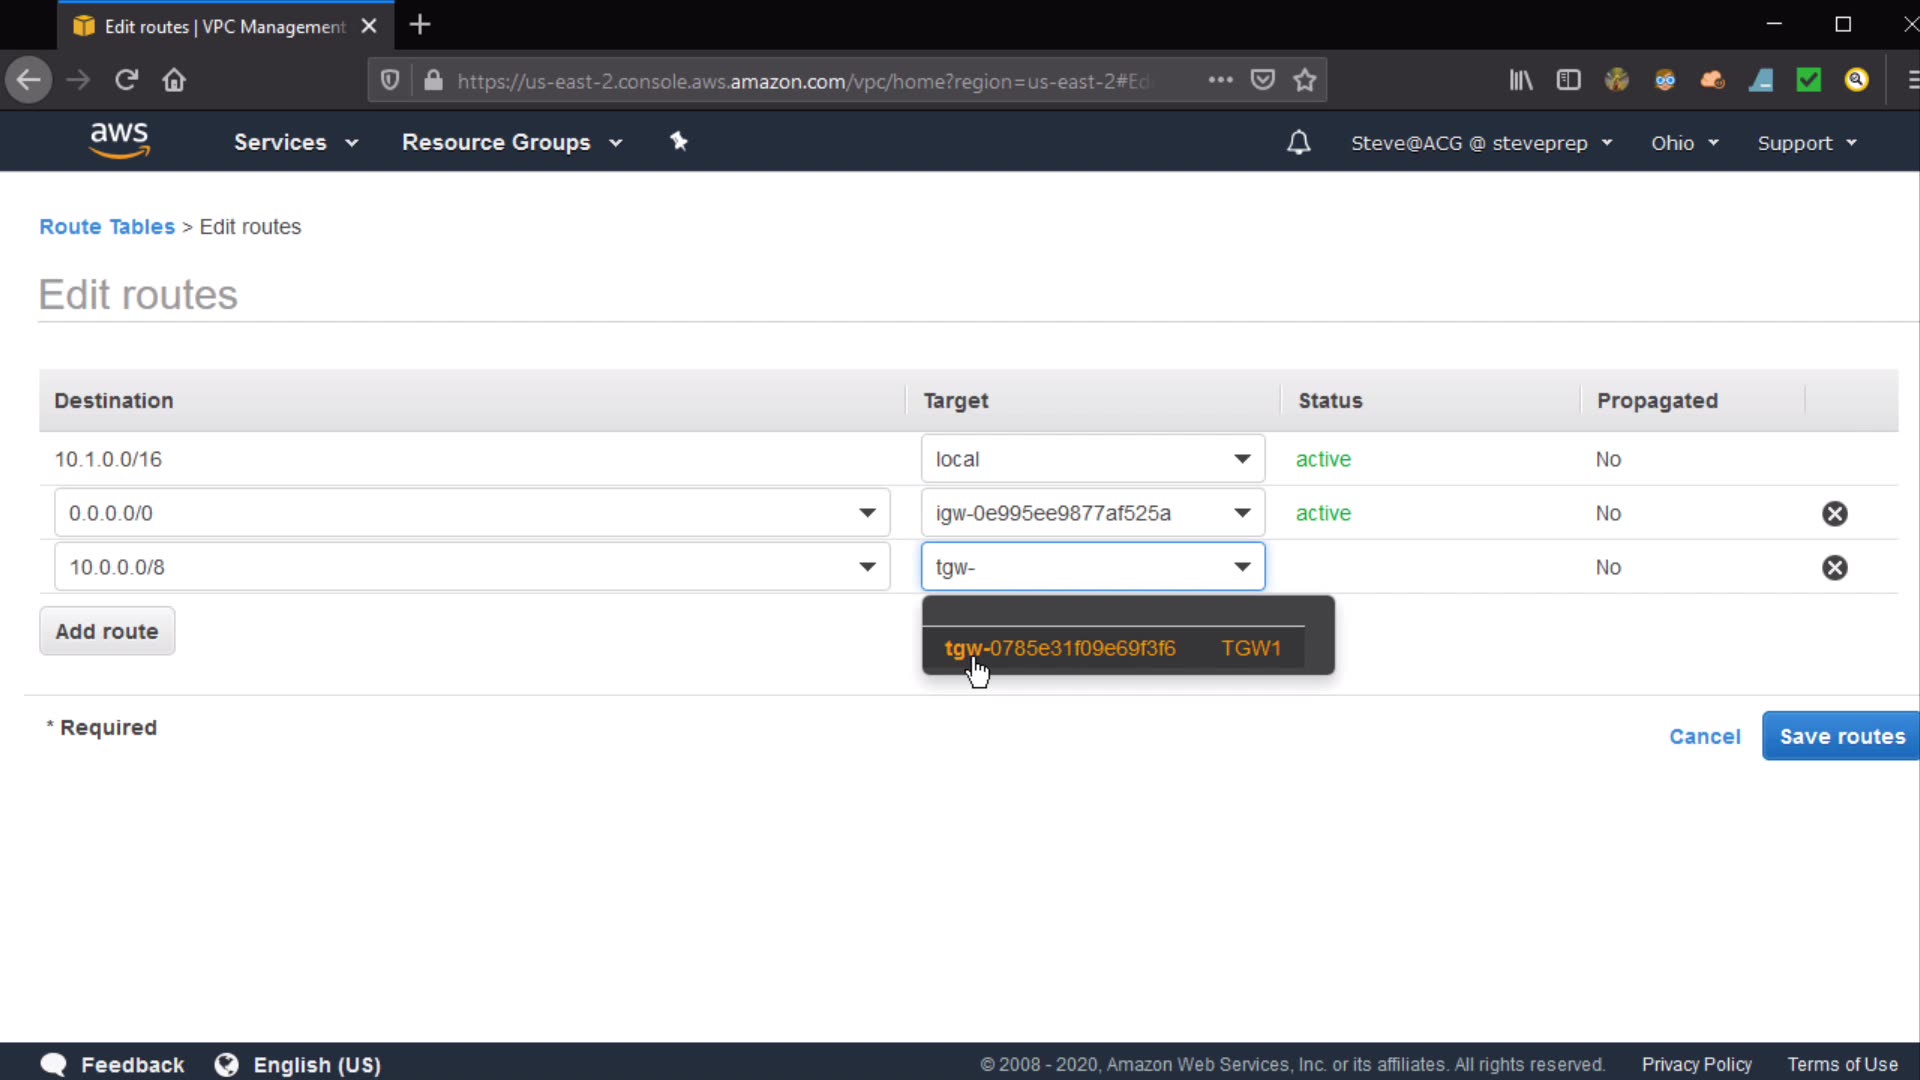 Edit routes | VPC Management
https://us-east-2.console.aws.amazon.com/vpc/home?region=us-east-2#Ed
aws
Services
Resource Groups
Steve@ACG @ steveprep
Ohio
Support
Route Tables > Edit routes
Edit routes
Destination Target Status Propagated
10.1.0.0/16 local active No
0.0.0.0/0 igw-0e995ee9877af525a active No
10.0.0.0/8 tgw- No
Add route
tgw-0785e31f09e69f3f6 TGW1
* Required
Cancel
Save routes
Feedback
English (US)
© 2008 - 2020, Amazon Web Services, Inc. or its affiliates. All rights reserved.
Privacy Policy
Terms of Use